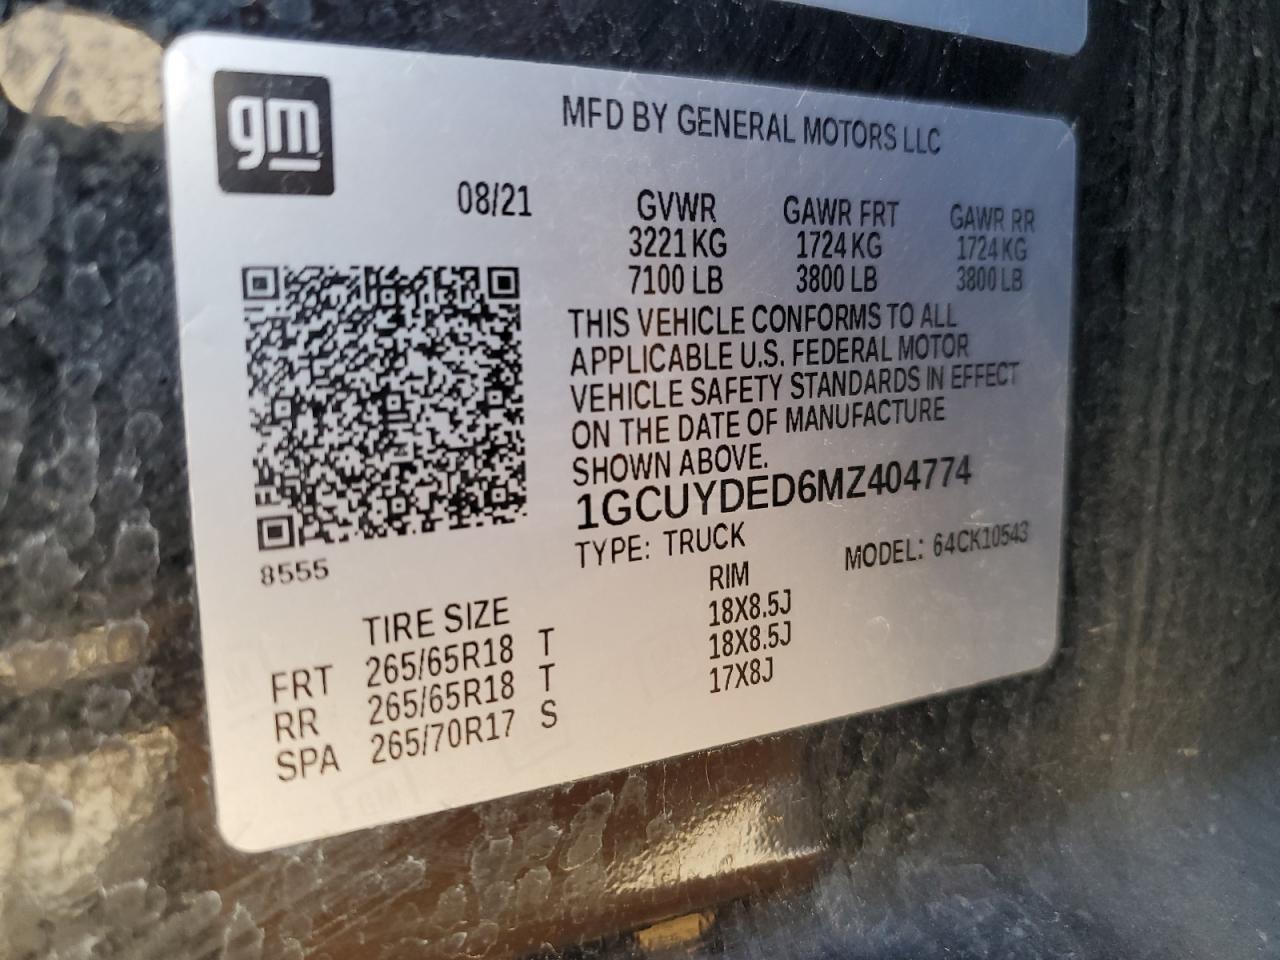 gm
MFD BY GENERAL MOTORS LLC
08/21 GVWR GAWR FRT GAWR RR
3221 KG 1724 KG 1724 KG
7100 LB 3800 LB 3800 LB
THIS VEHICLE CONFORMS TO ALL
APPLICABLE U.S. FEDERAL MOTOR
VEHICLE SAFETY STANDARDS IN EFFECT
ON THE DATE OF MANUFACTURE
SHOWN ABOVE.
1GCUYDED6MZ404774
TYPE: TRUCK MODEL: 64CK10543
8555
TIRE SIZE RIM
FRT 265/65R18 T 18X8.5J
RR 265/65R18 T 18X8.5J
SPA 265/70R17 S 17X8J